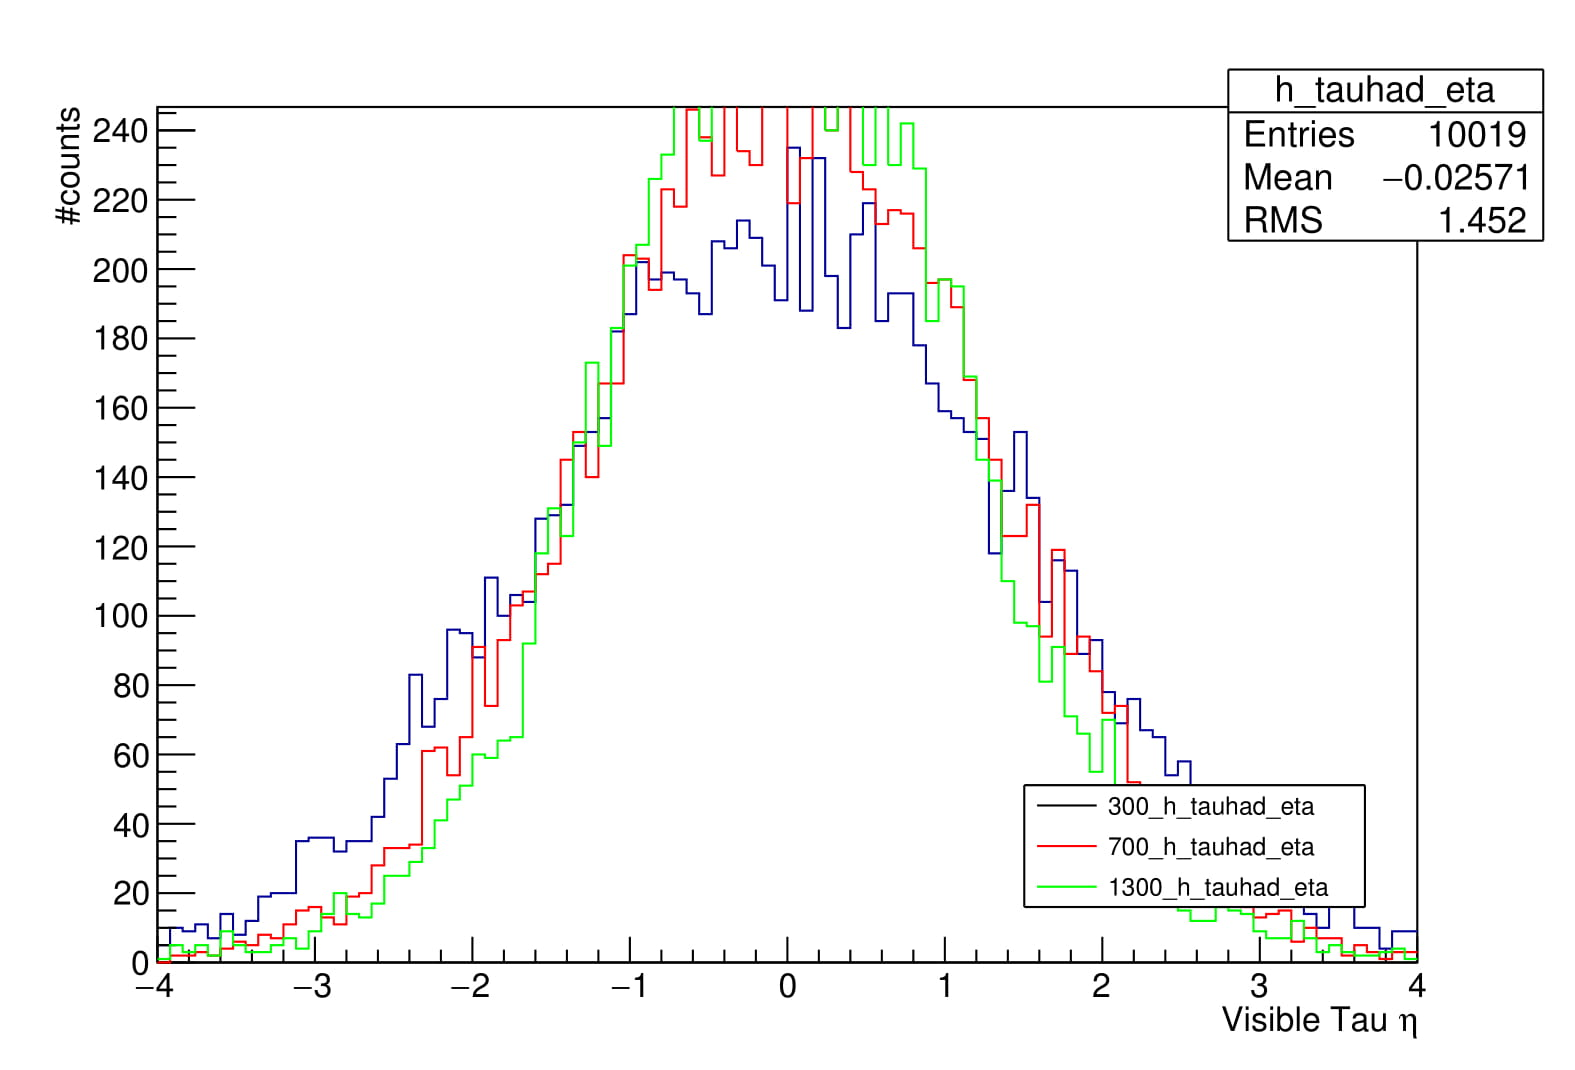 h_tauhad_eta
Entries 10019
Mean −0.02571
RMS 1.452
#counts
240
220
200
180
160
140
120
100
80
60
40
20
0
300_h_tauhad_eta
700_h_tauhad_eta
1300_h_tauhad_eta
−4 −3 −2 −1 0 1 2 3 4
Visible Tau η